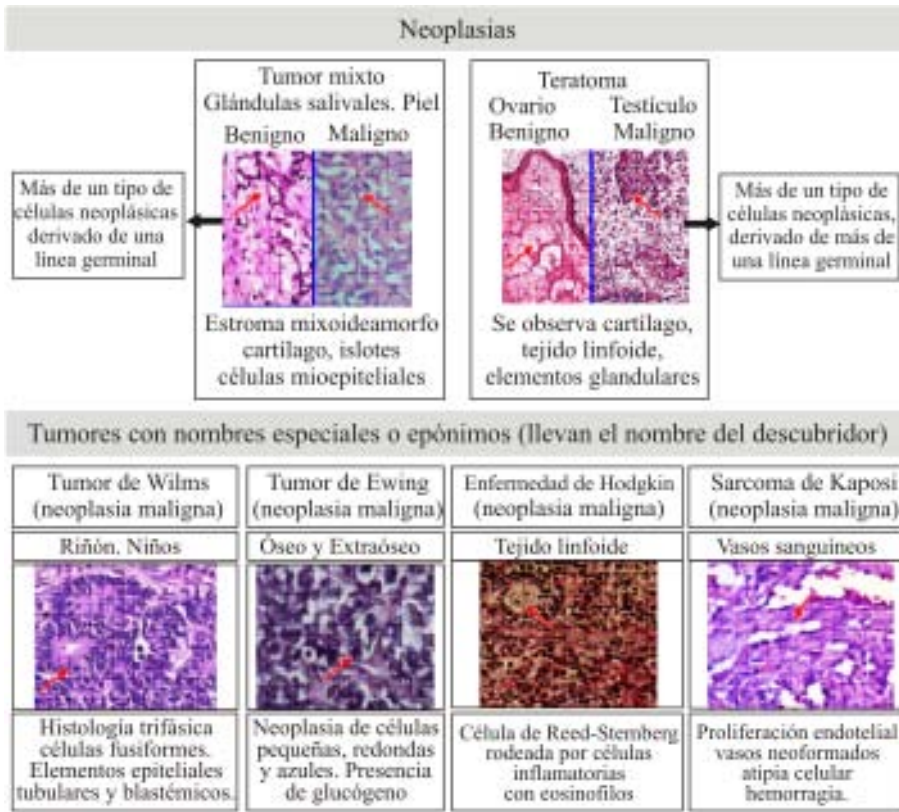 Neoplasias
Tumor mixto
Glándulas salivales. Piel
Benigno Maligno
Más de un tipo de
células neoplásicas
derivado de una
línea germinal
Estroma mixoideamorfo
cartílago, islotes
células mioepiteliales
Teratoma
Ovario Testículo
Benigno Maligno
Más de un tipo de
células neoplásicas,
derivado de más de
una línea germinal
Se observa cartílago,
tejido linfoide,
elementos glandulares
Tumores con nombres especiales o epónimos (llevan el nombre del descubridor)
Tumor de Wilms
(neoplasia maligna)
Riñón. Niños
Histología trifásica
células fusiformes.
Elementos epiteliales
tubulares y blastémicos.
Tumor de Ewing
(neoplasia maligna)
Óseo y Extraóseo
Neoplasia de células
pequeñas, redondas
y azules. Presencia
de glucógeno
Enfermedad de Hodgkin
(neoplasia maligna)
Tejido linfoide
Célula de Reed-Sternberg
rodeada por células
inflamatorias
con eosinofilos
Sarcoma de Kaposi
(neoplasia maligna)
Vasos sanguíneos
Proliferación endotelial
vasos neoformados
atipia celular
hemorragia.